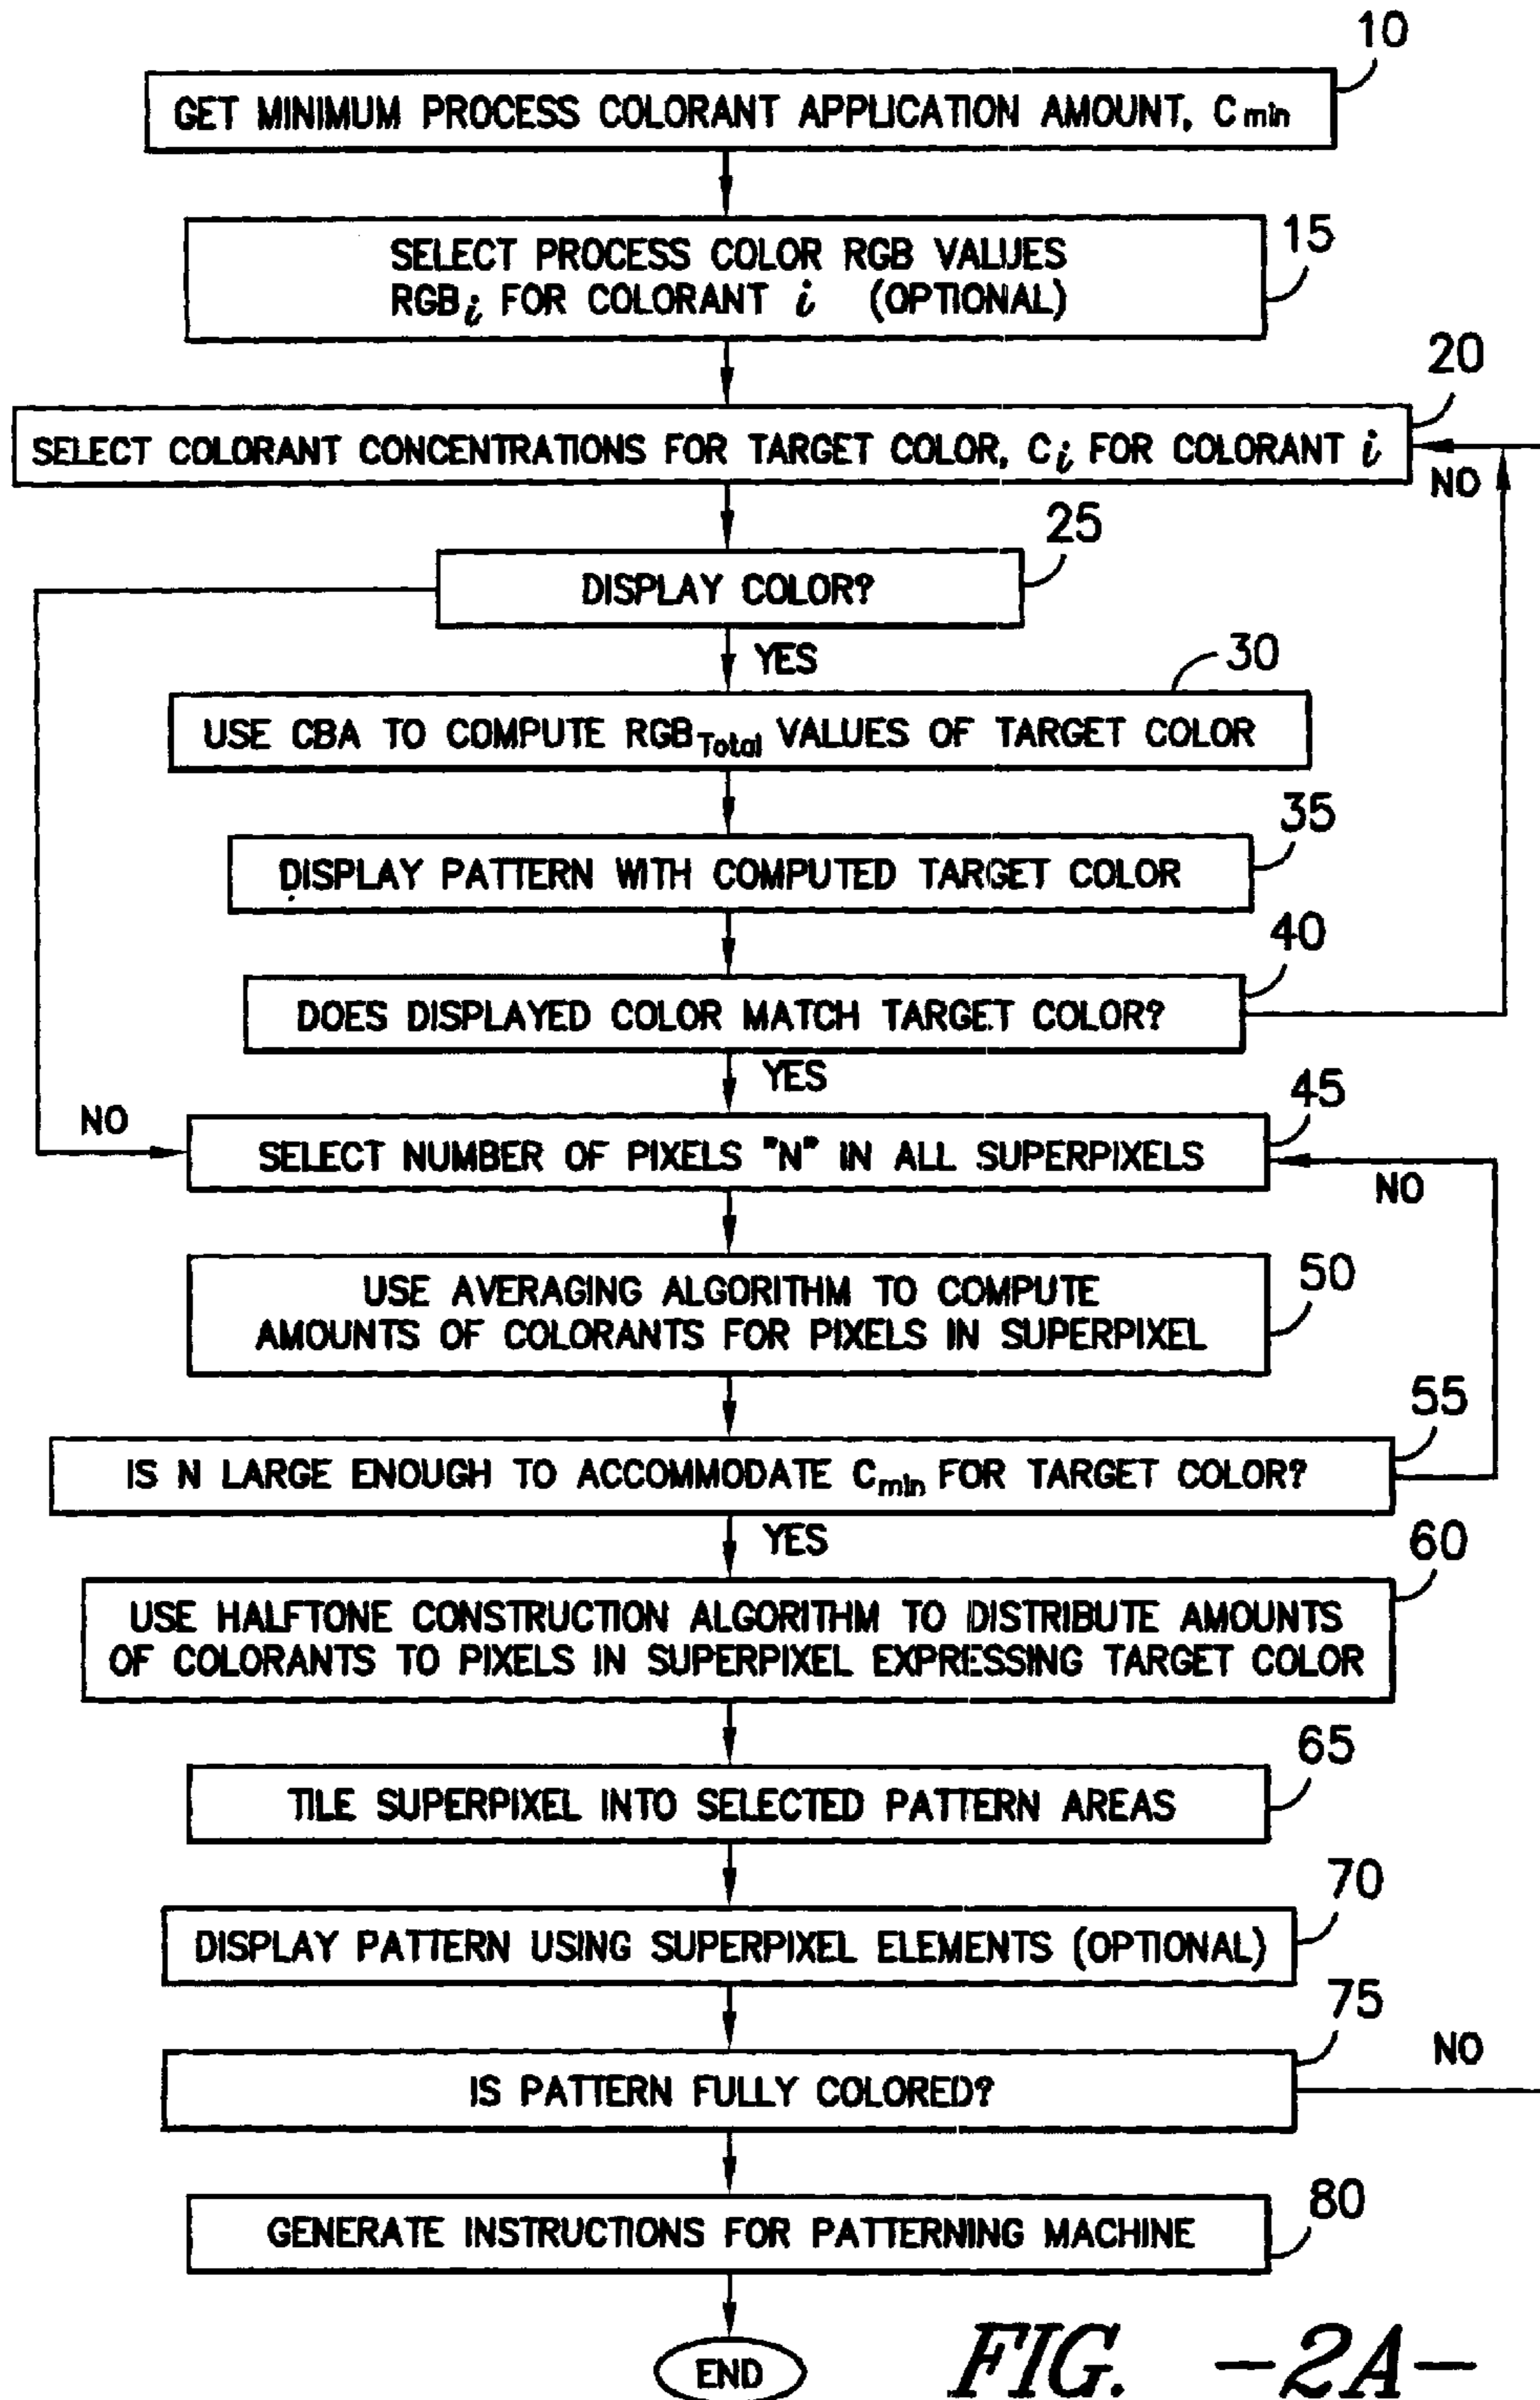 10
GET MINIMUM PROCESS COLORANT APPLICATION AMOUNT, Cmin
15
SELECT PROCESS COLOR RGB VALUES
RGBi FOR COLORANT i (OPTIONAL)
20
SELECT COLORANT CONCENTRATIONS FOR TARGET COLOR, Ci FOR COLORANT i
NO
25
DISPLAY COLOR?
YES
30
USE CBA TO COMPUTE RGBTotal VALUES OF TARGET COLOR
35
DISPLAY PATTERN WITH COMPUTED TARGET COLOR
40
DOES DISPLAYED COLOR MATCH TARGET COLOR?
YES
NO
45
SELECT NUMBER OF PIXELS "N" IN ALL SUPERPIXELS
NO
50
USE AVERAGING ALGORITHM TO COMPUTE
AMOUNTS OF COLORANTS FOR PIXELS IN SUPERPIXEL
55
IS N LARGE ENOUGH TO ACCOMMODATE Cmin FOR TARGET COLOR?
YES
60
USE HALFTONE CONSTRUCTION ALGORITHM TO DISTRIBUTE AMOUNTS
OF COLORANTS TO PIXELS IN SUPERPIXEL EXPRESSING TARGET COLOR
65
TILE SUPERPIXEL INTO SELECTED PATTERN AREAS
70
DISPLAY PATTERN USING SUPERPIXEL ELEMENTS (OPTIONAL)
75
IS PATTERN FULLY COLORED?
NO
80
GENERATE INSTRUCTIONS FOR PATTERNING MACHINE
END
FIG. -2A-